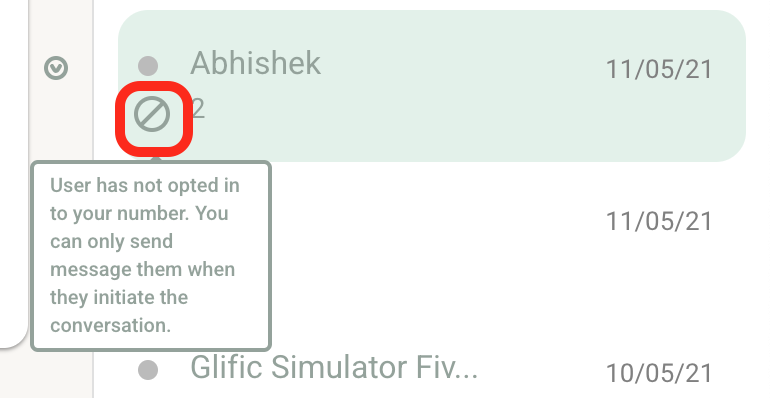 Abhishek
11/05/21
2
User has not opted in
to your number. You
can only send
message them when
they initiate the
conversation.
11/05/21
Glific Simulator Fiv...
10/05/21